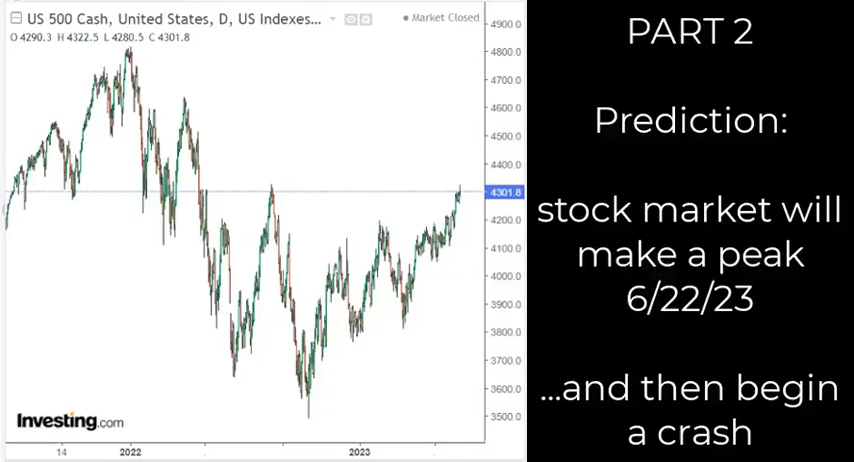 US 500 Cash, United States, D, US Indexes...
Market Closed
O 4290.3 H 4322.5 L 4280.5 C 4301.8
4900.0
4800.0
4700.0
4600.0
4500.0
4400.0
4301.8
4200.0
4100.0
4000.0
3900.0
3800.0
3700.0
3600.0
3500.0
Investing.com
14
2022
2023
PART 2
Prediction:
stock market will
make a peak
6/22/23
...and then begin
a crash